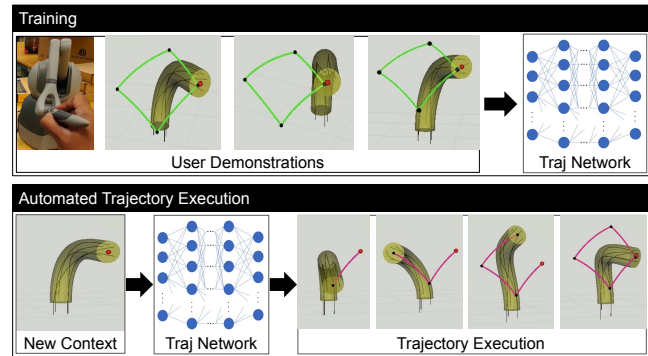 Training
User Demonstrations
Traj Network
Automated Trajectory Execution
New Context
Traj Network
Trajectory Execution